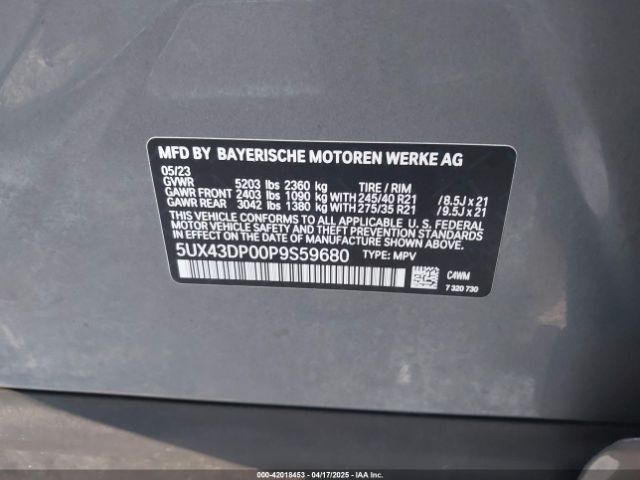 MFD BY BAYERISCHE MOTOREN WERKE AG
05/23
GVWR 5203 lbs 2360 kg TIRE / RIM
GAWR FRONT 2403 lbs 1090 kg WITH 245/40 R21 / 8.5J x 21
GAWR REAR 3042 lbs 1380 kg WITH 275/35 R21 / 9.5J x 21
THIS VEHICLE CONFORMS TO ALL APPLICABLE U.S. FEDERAL
MOTOR VEHICLE SAFETY AND THEFT PREVENTION STANDARDS IN
EFFECT ON THE DATE OF MANUFACTURE SHOWN ABOVE.
5UX43DP00P9S59680 TYPE: MPV
C4WM
7 320 730
000-42018453 - 04/17/2025 - IAA Inc.